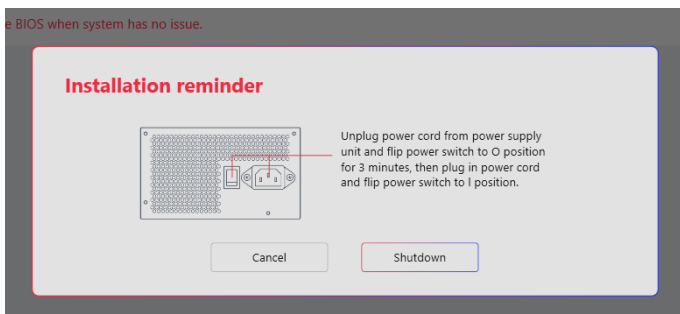 e BIOS when system has no issue.
Installation reminder
Unplug power cord from power supply
unit and flip power switch to O position
for 3 minutes, then plug in power cord
and flip power switch to l position.
Cancel
Shutdown